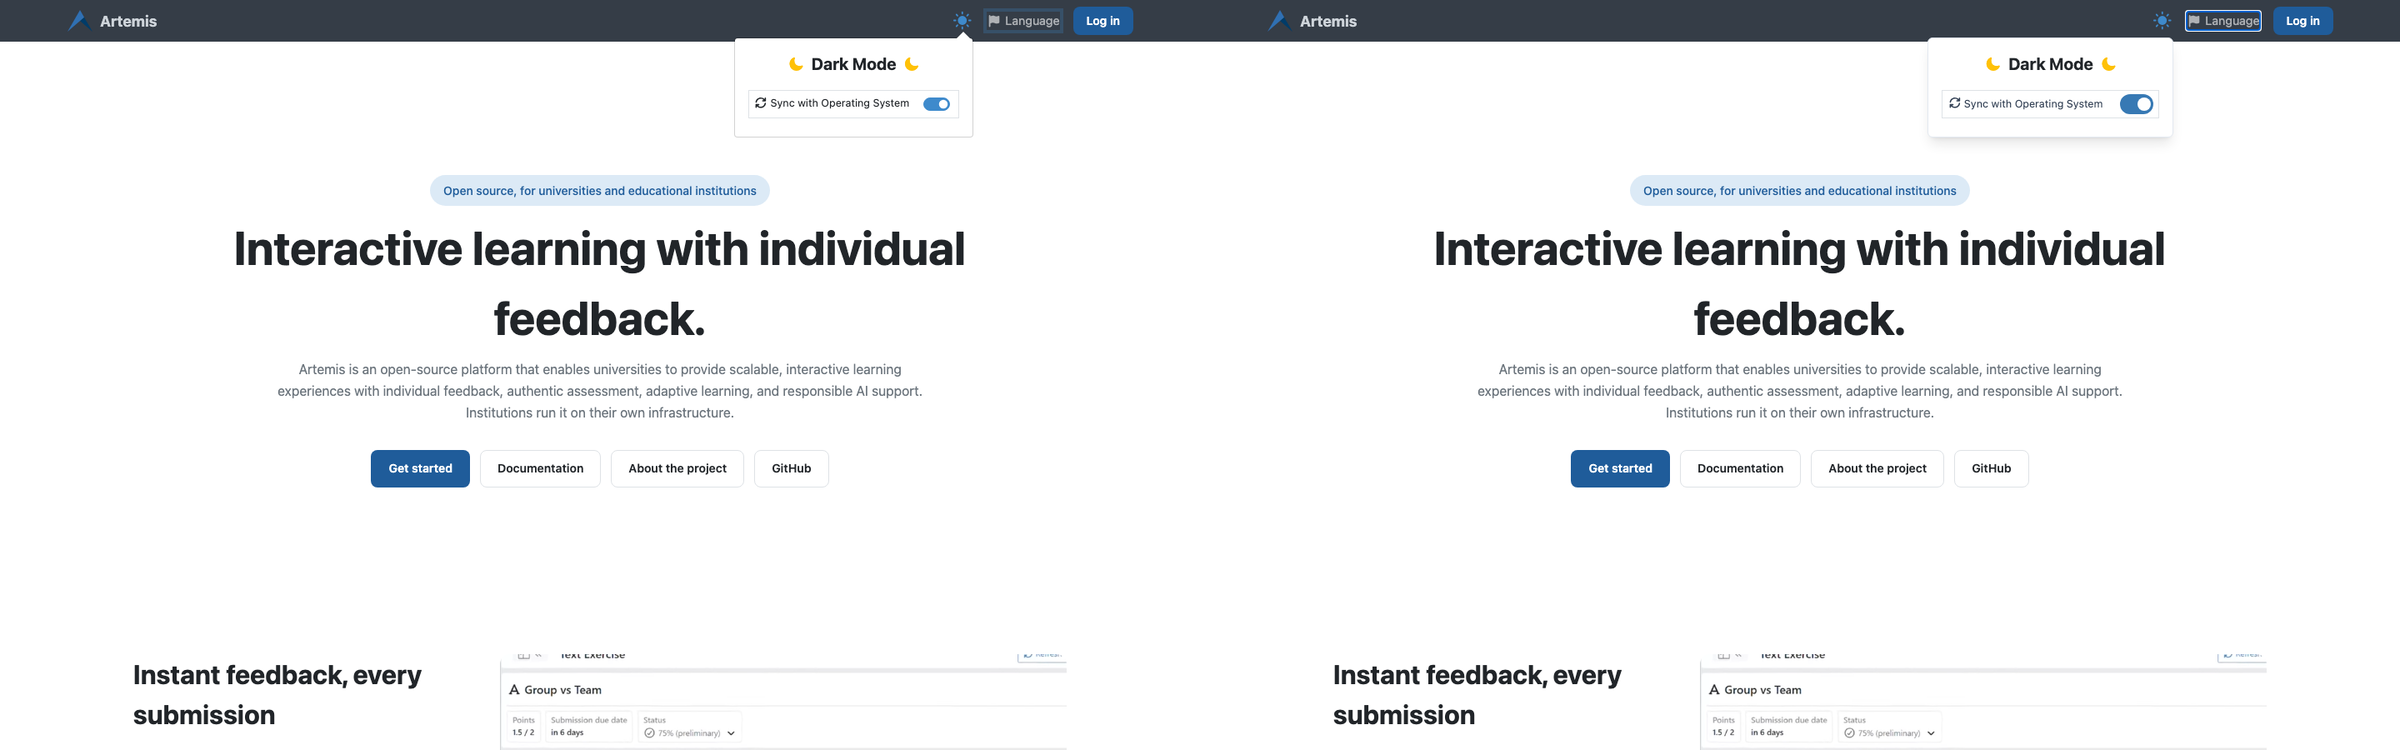 Artemis
Language
Log in
Dark Mode
Sync with Operating System
Open source, for universities and educational institutions
Interactive learning with individual
feedback.
Artemis is an open-source platform that enables universities to provide scalable, interactive learning
experiences with individual feedback, authentic assessment, adaptive learning, and responsible AI support.
Institutions run it on their own infrastructure.
Get started
Documentation
About the project
GitHub
Instant feedback, every
submission
Text Exercise
Group vs Team
Points
1.5 / 2
Submission due date
in 6 days
Status
75% (preliminary)
Artemis
Language
Log in
Dark Mode
Sync with Operating System
Open source, for universities and educational institutions
Interactive learning with individual
feedback.
Artemis is an open-source platform that enables universities to provide scalable, interactive learning
experiences with individual feedback, authentic assessment, adaptive learning, and responsible AI support.
Institutions run it on their own infrastructure.
Get started
Documentation
About the project
GitHub
Instant feedback, every
submission
Text Exercise
Group vs Team
Points
1.5 / 2
Submission due date
in 6 days
Status
75% (preliminary)